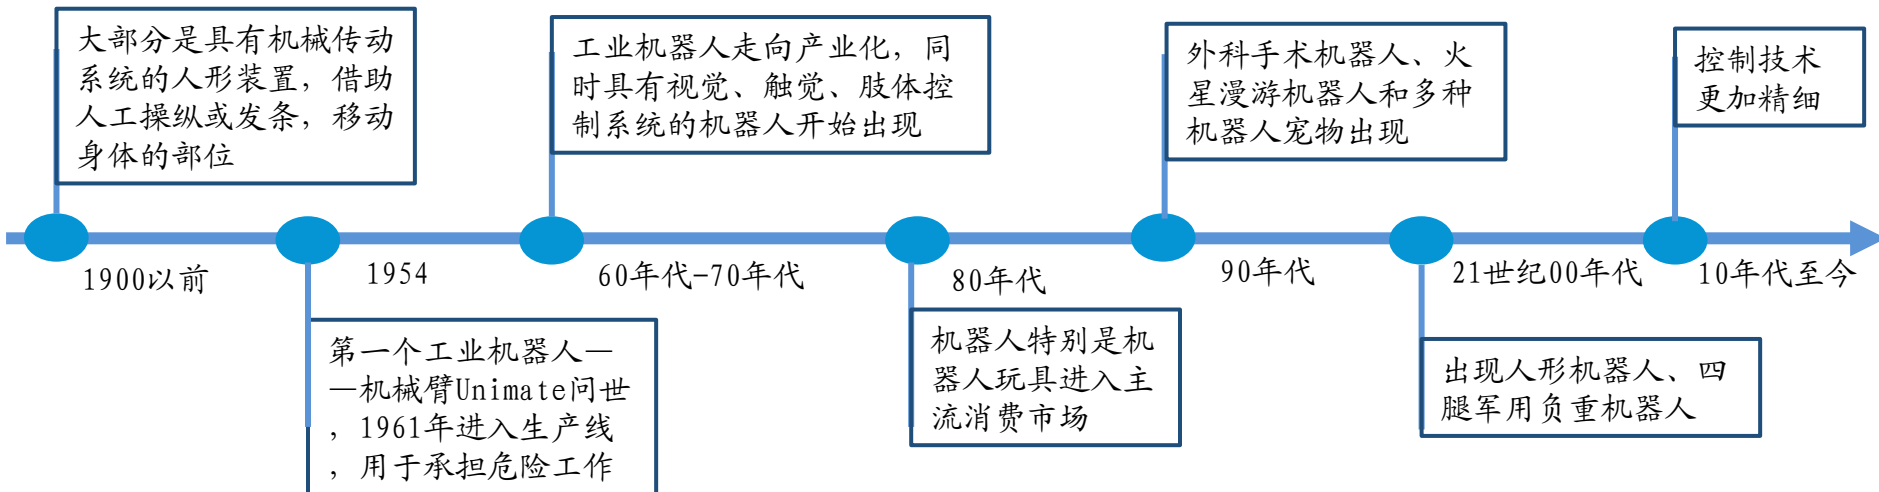 大部分是具有机械传动
系统的人形装置，借助
人工操纵或发条，移动
身体的部位
工业机器人走向产业化，同
时具有视觉、触觉、肢体控
制系统的机器人开始出现
外科手术机器人、火
星漫游机器人和多种
机器人宠物出现
控制技术
更加精细
1900以前
1954
60年代-70年代
80年代
90年代
21世纪00年代
10年代至今
第一个工业机器人—
—机械臂Unimate问世
，1961年进入生产线
，用于承担危险工作
机器人特别是机
器人玩具进入主
流消费市场
出现人形机器人、四
腿军用负重机器人